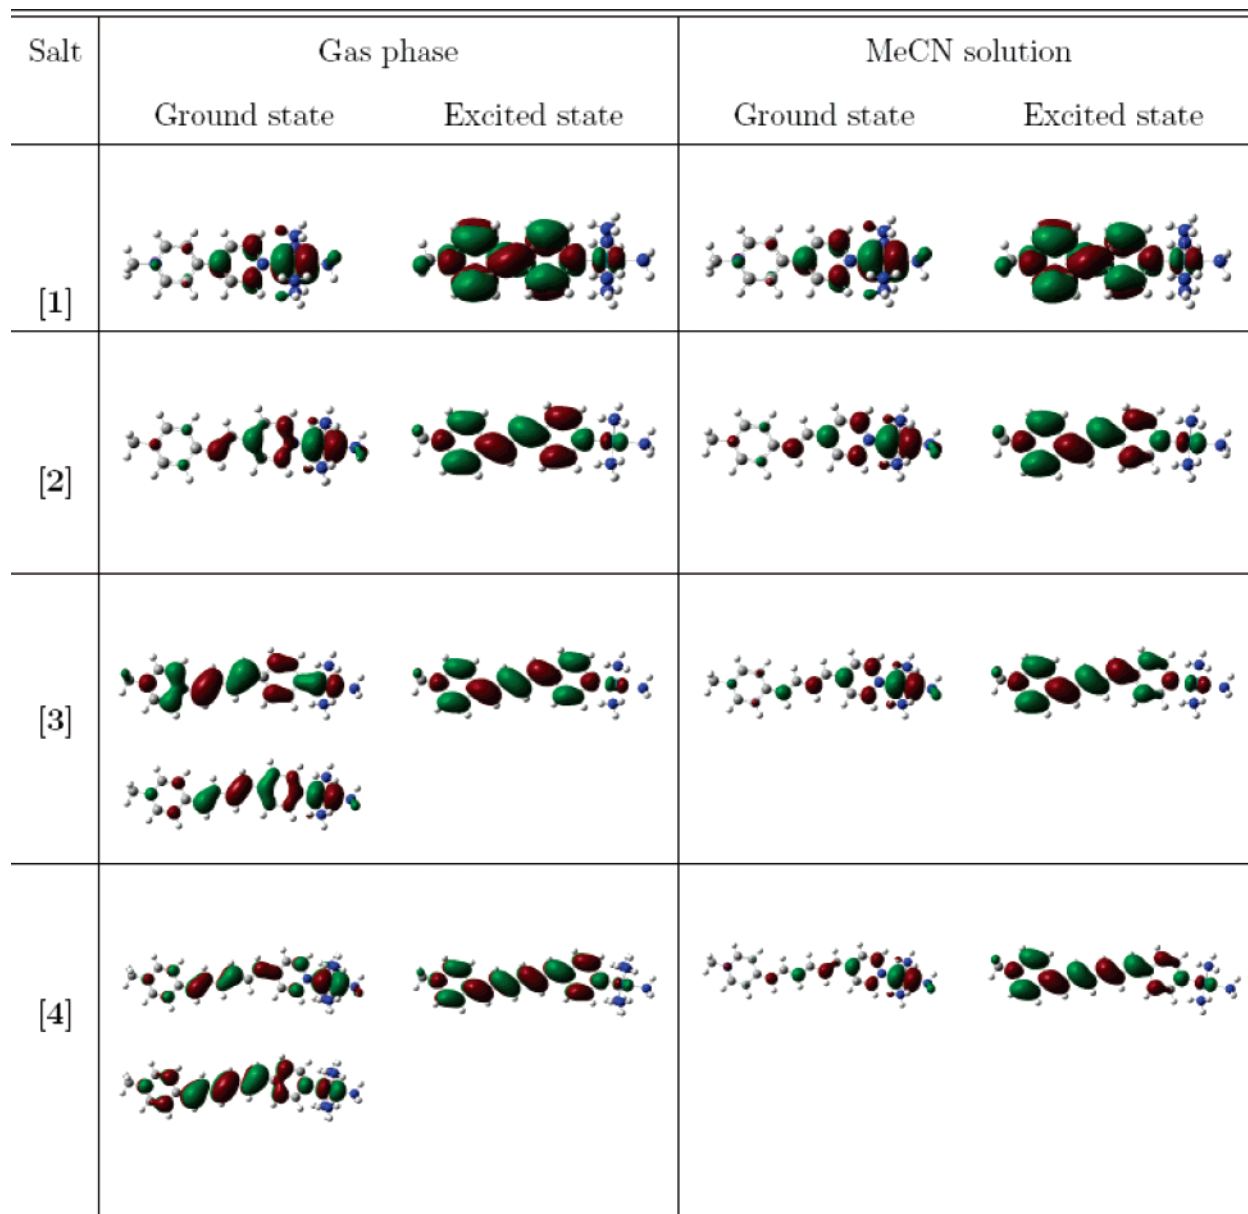 Salt Gas phase MeCN solution
Ground state Excited state Ground state Excited state
[1]
[2]
[3]
[4]